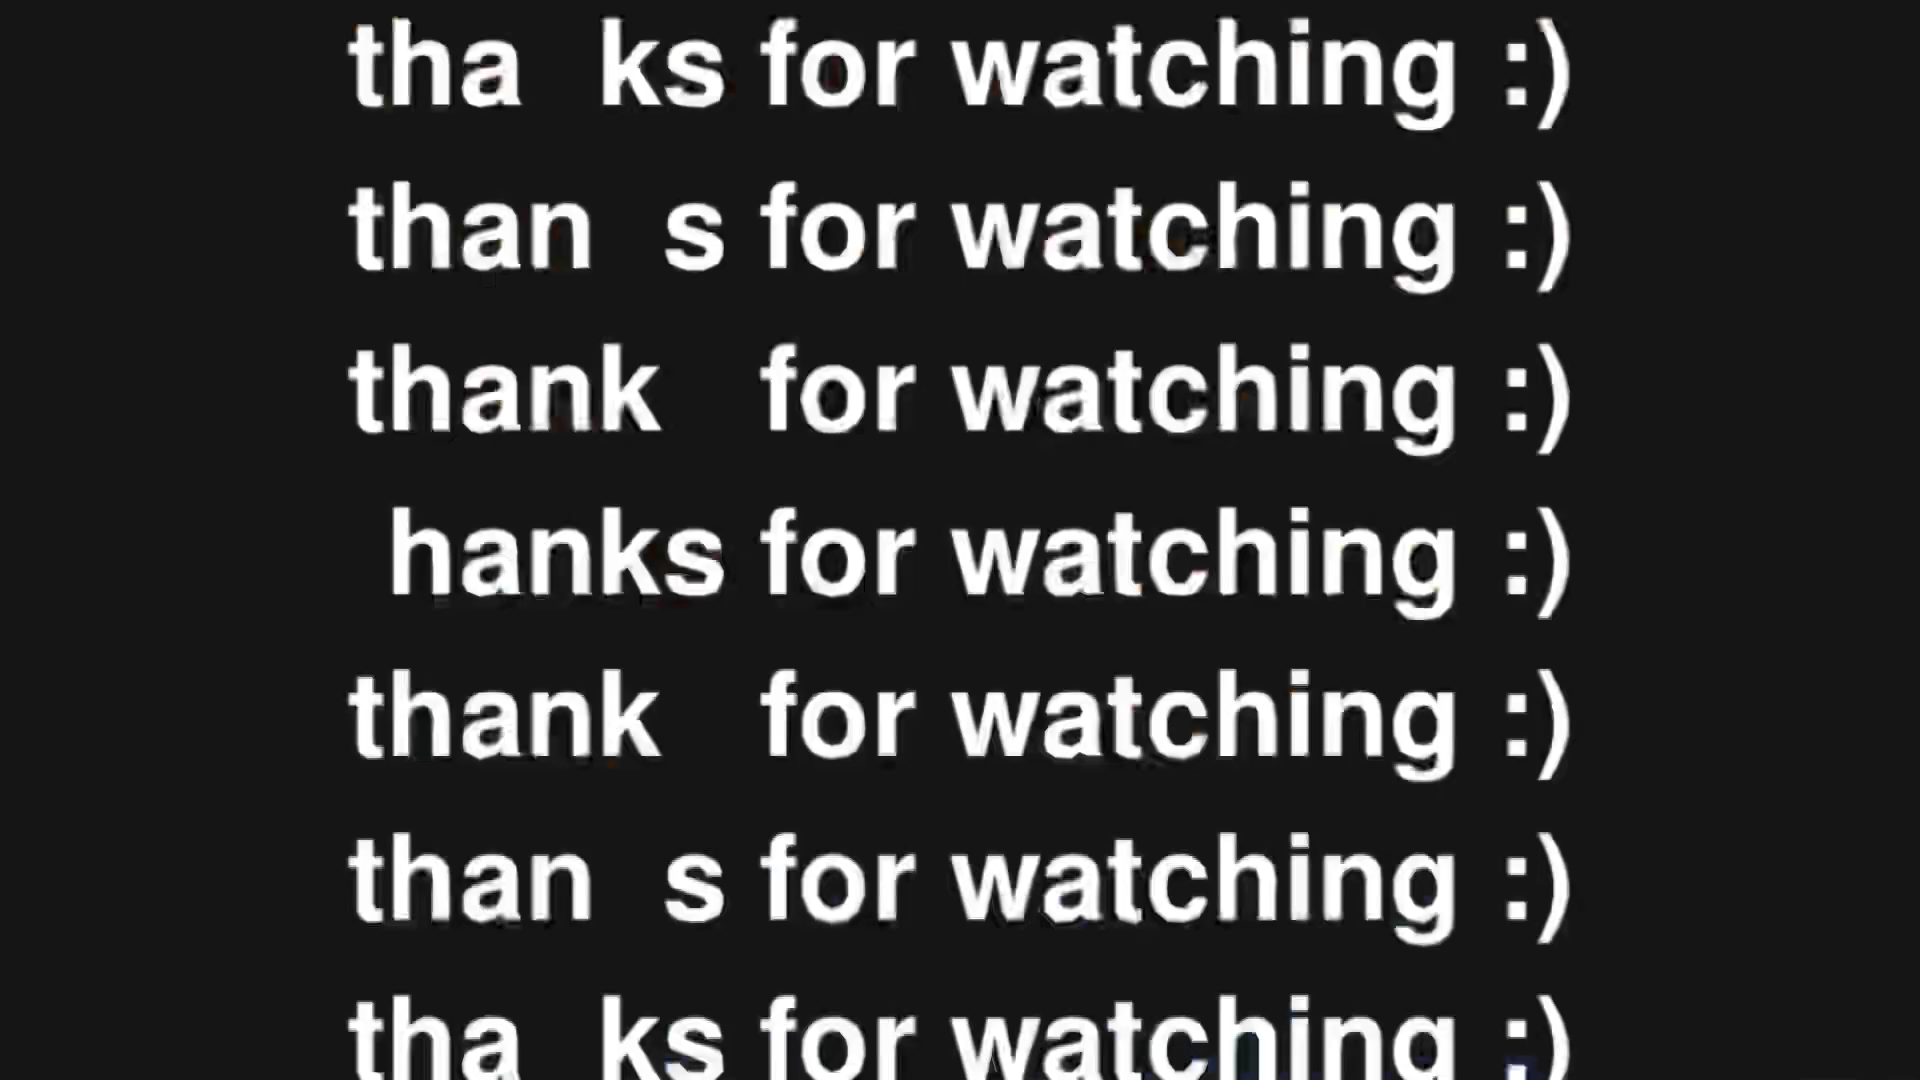 tha ks for watching :)
than s for watching :)
thank for watching :)
hanks for watching :)
thank for watching :)
than s for watching :)
tha ks for watching :)